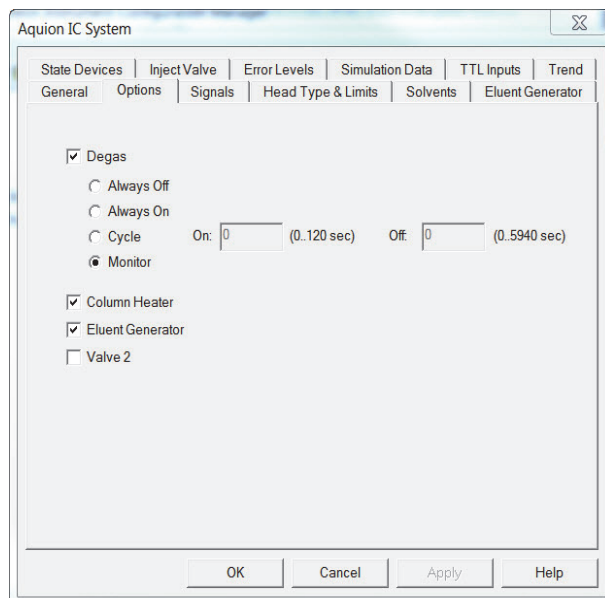 Aquion IC System
State Devices Inject Valve Error Levels Simulation Data TTL Inputs Trend
General Options Signals Head Type & Limits Solvents Eluent Generator
Degas
Always Off
Always On
Cycle On: 0 (0..120 sec) Off: 0 (0..5940 sec)
Monitor
Column Heater
Eluent Generator
Valve 2
OK Cancel Apply Help